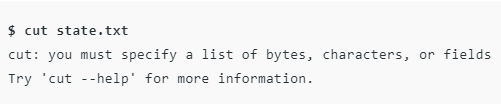 $ cut state.txt
cut: you must specify a list of bytes, characters, or fields
Try 'cut --help' for more information.